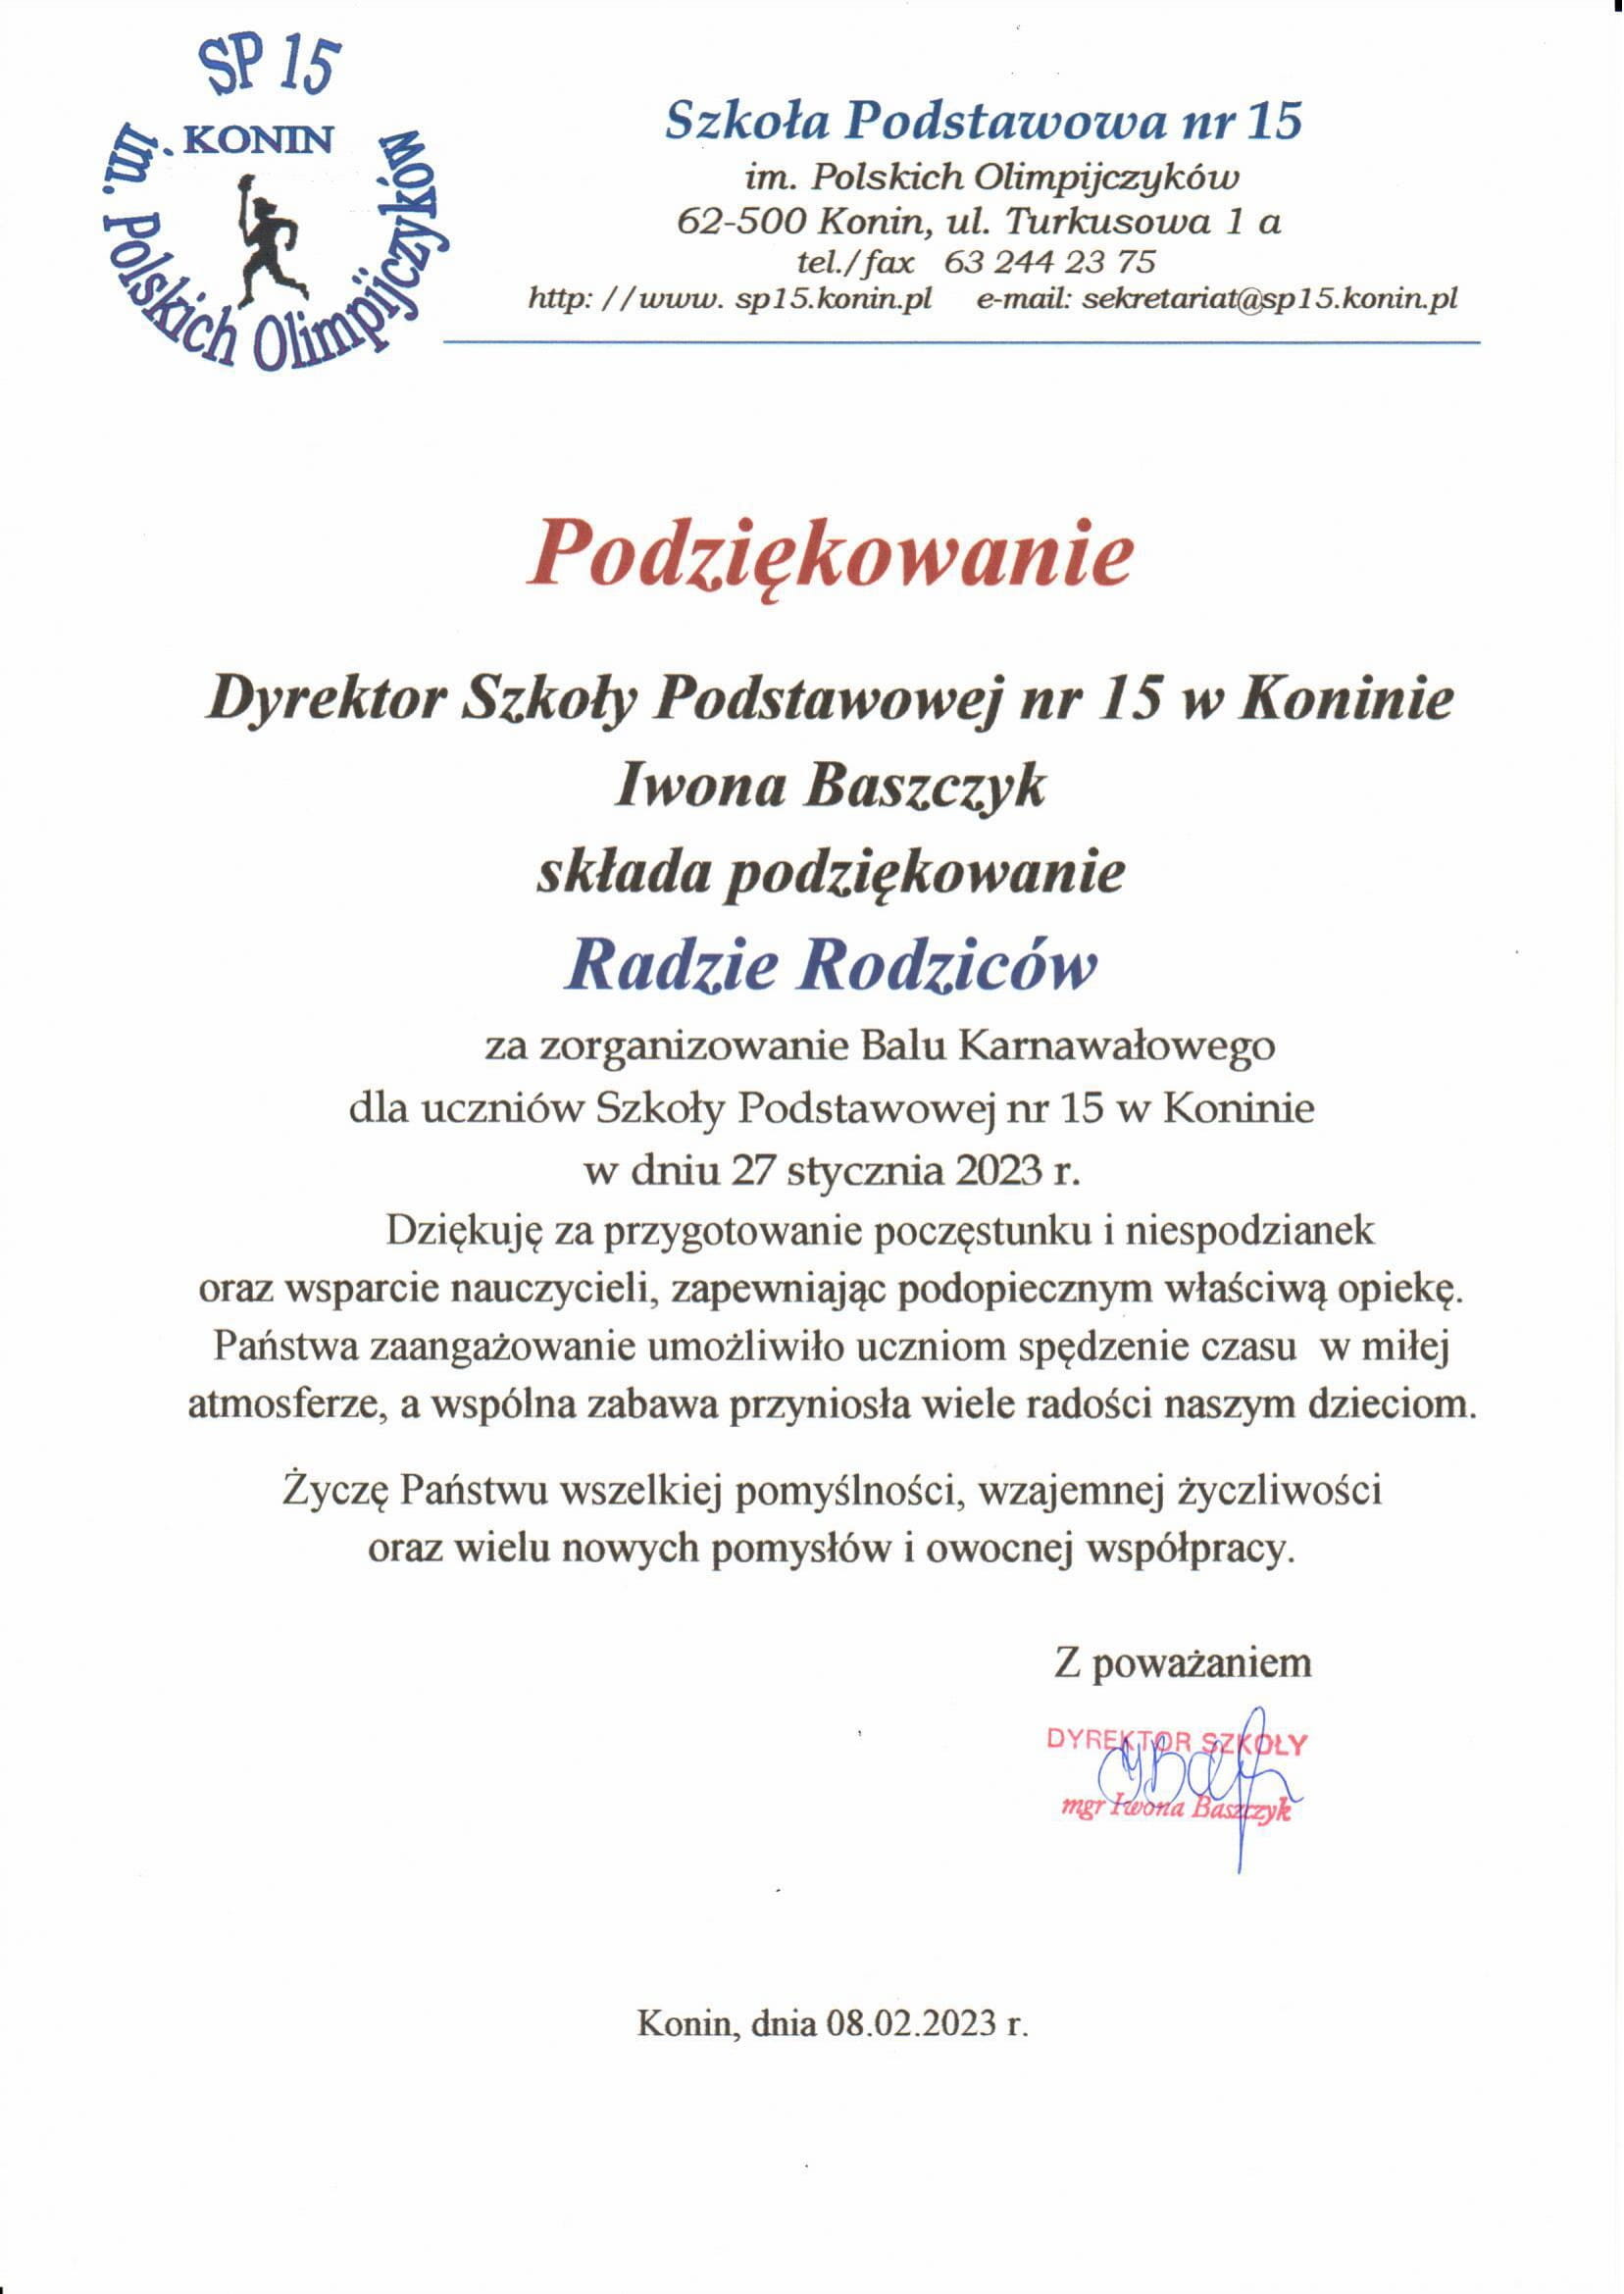 SP 15
KONIN
im. Polskich Olimpijczyków
Szkoła Podstawowa nr 15
im. Polskich Olimpijczyków
62-500 Konin, ul. Turkusowa 1 a
tel./fax 63 244 23 75
http: //www. sp15.konin.pl e-mail: sekretariat@sp15.konin.pl
Podziękowanie
Dyrektor Szkoły Podstawowej nr 15 w Koninie
Iwona Baszczyk
składa podziękowanie
Radzie Rodziców
za zorganizowanie Balu Karnawałowego
dla uczniów Szkoły Podstawowej nr 15 w Koninie
w dniu 27 stycznia 2023 r.
Dziękuję za przygotowanie poczęstunku i niespodzianek
oraz wsparcie nauczycieli, zapewniając podopiecznym właściwą opiekę.
Państwa zaangażowanie umożliwiło uczniom spędzenie czasu w miłej
atmosferze, a wspólna zabawa przyniosła wiele radości naszym dzieciom.
Życzę Państwu wszelkiej pomyślności, wzajemnej życzliwości
oraz wielu nowych pomysłów i owocnej współpracy.
Z poważaniem
DYREKTOR SZKOŁY
mgr Iwona Baszczyk
Konin, dnia 08.02.2023 r.